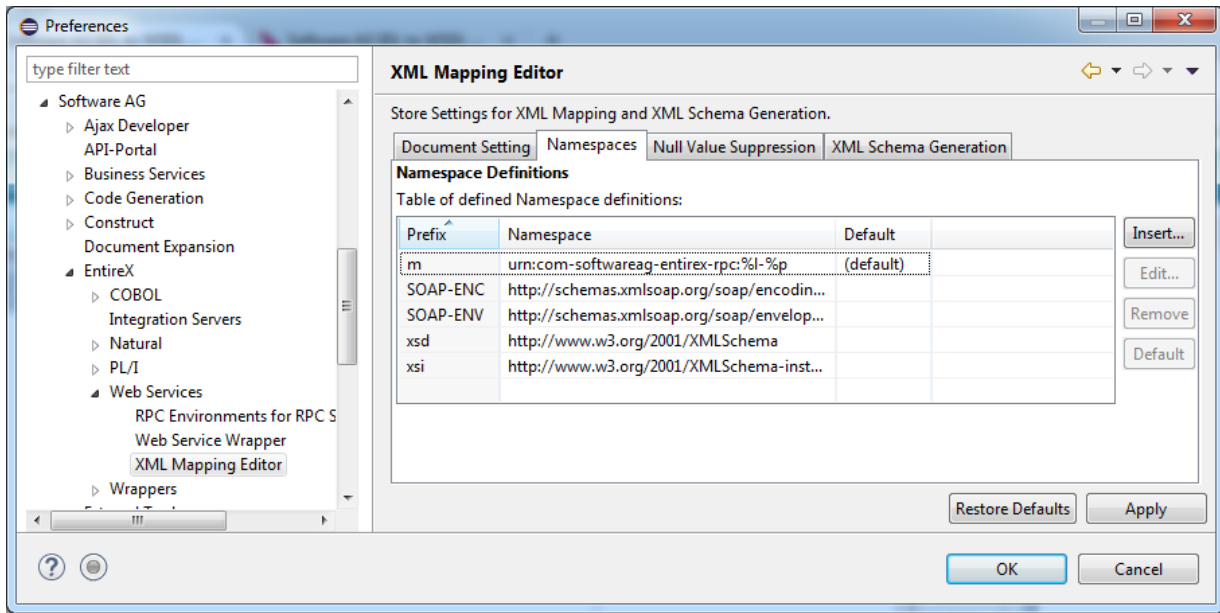 Preferences
type filter text
Software AG
Ajax Developer
API-Portal
Business Services
Code Generation
Construct
Document Expansion
EntireX
COBOL
Integration Servers
Natural
PL/I
Web Services
RPC Environments for RPC S
Web Service Wrapper
XML Mapping Editor
Wrappers
XML Mapping Editor
Store Settings for XML Mapping and XML Schema Generation.
Document Setting Namespaces Null Value Suppression XML Schema Generation
Namespace Definitions
Table of defined Namespace definitions:
Prefix Namespace Default
m urn:com-softwareag-entirex-rpc:%l-%p (default)
SOAP-ENC http://schemas.xmlsoap.org/soap/encodin...
SOAP-ENV http://schemas.xmlsoap.org/soap/envelop...
xsd http://www.w3.org/2001/XMLSchema
xsi http://www.w3.org/2001/XMLSchema-inst...
Insert...
Edit...
Remove
Default
Restore Defaults Apply
OK Cancel